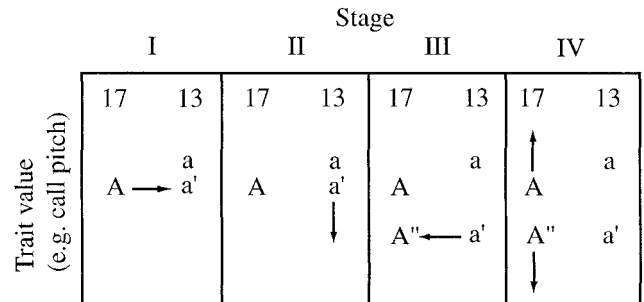 Stage
I II III IV
17 13 17 13 17 13 17 13
a a a a
A a' A a' A A
A" a' A" a'
Trait value
(e.g. call pitch)